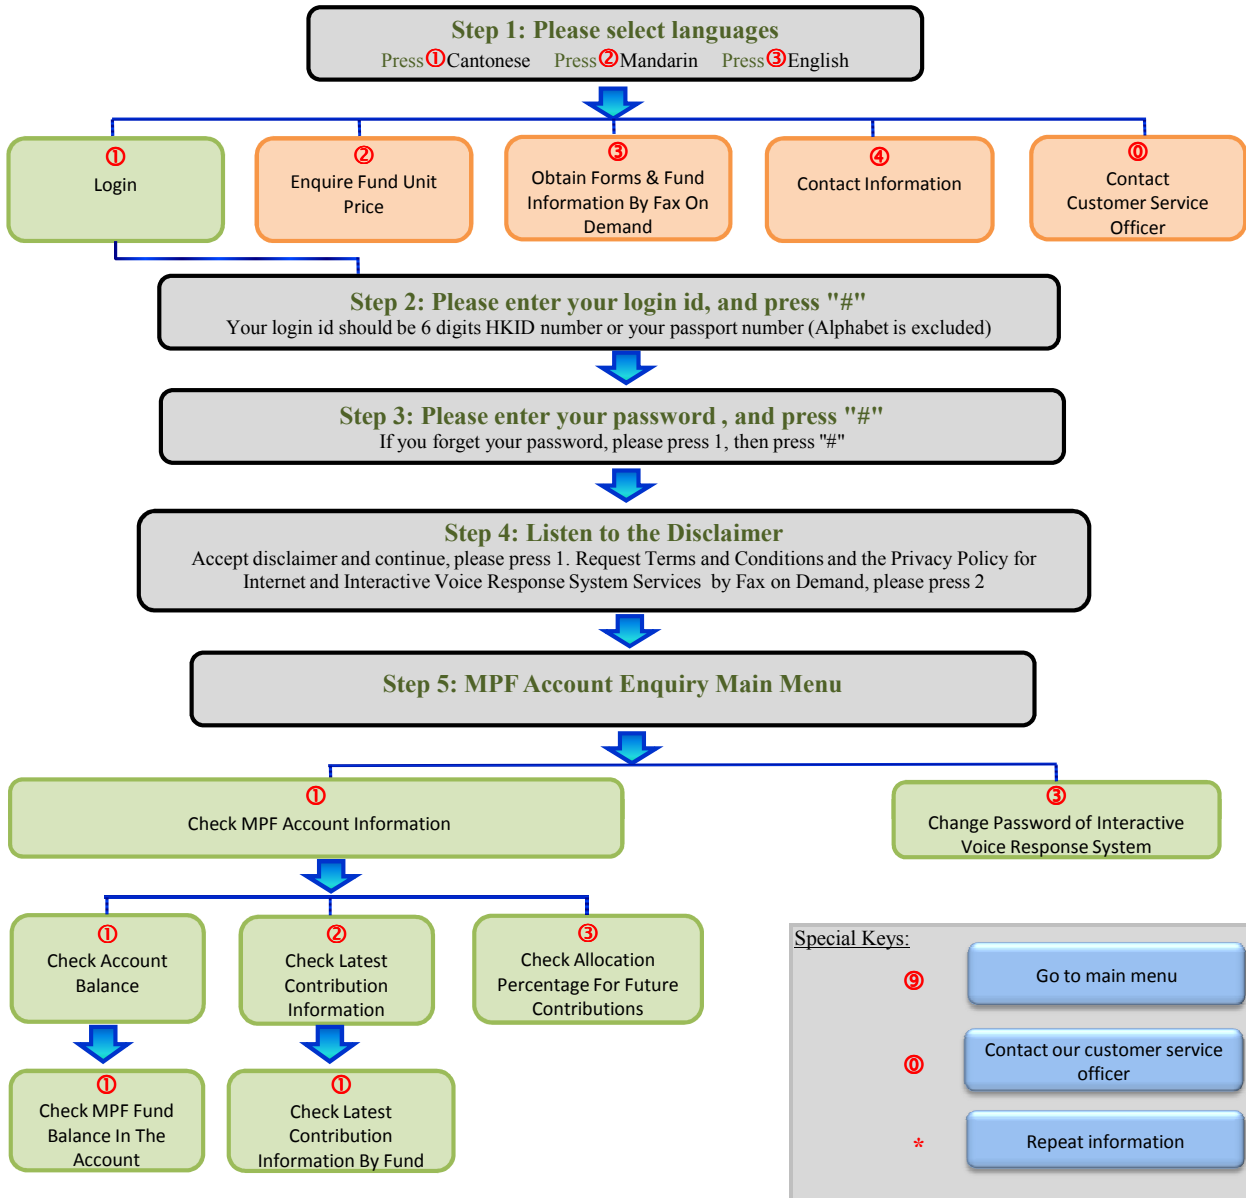 Step 1: Please select languages
Press①Cantonese Press②Mandarin Press③English
①
Login
②
Enquire Fund Unit
Price
③
Obtain Forms & Fund
Information By Fax On
Demand
④
Contact Information
⓪
Contact
Customer Service
Officer
Step 2: Please enter your login id, and press "#"
Your login id should be 6 digits HKID number or your passport number (Alphabet is excluded)
Step 3: Please enter your password , and press "#"
If you forget your password, please press 1, then press "#"
Step 4: Listen to the Disclaimer
Accept disclaimer and continue, please press 1. Request Terms and Conditions and the Privacy Policy for
Internet and Interactive Voice Response System Services by Fax on Demand, please press 2
Step 5: MPF Account Enquiry Main Menu
①
Check MPF Account Information
③
Change Password of Interactive
Voice Response System
①
Check Account
Balance
②
Check Latest
Contribution
Information
③
Check Allocation
Percentage For Future
Contributions
①
Check MPF Fund
Balance In The
Account
①
Check Latest
Contribution
Information By Fund
Special Keys:
⑨ Go to main menu
⓪ Contact our customer service
officer
* Repeat information